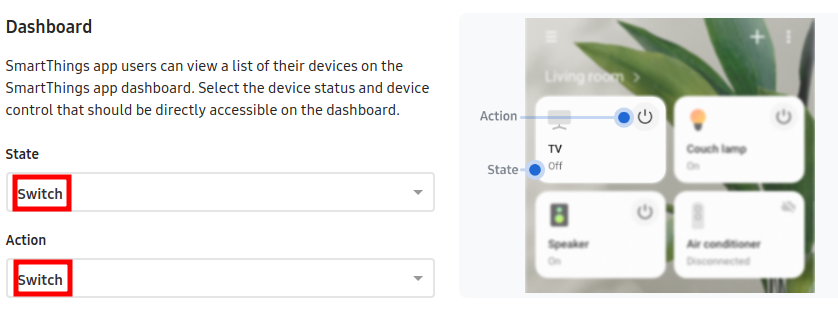 Dashboard
SmartThings app users can view a list of their devices on the
SmartThings app dashboard. Select the device status and device
control that should be directly accessible on the dashboard.
State
Switch
Action
Switch
Living room
Action
TV
Off
State
Couch lamp
On
Speaker
On
Air conditioner
Disconnected